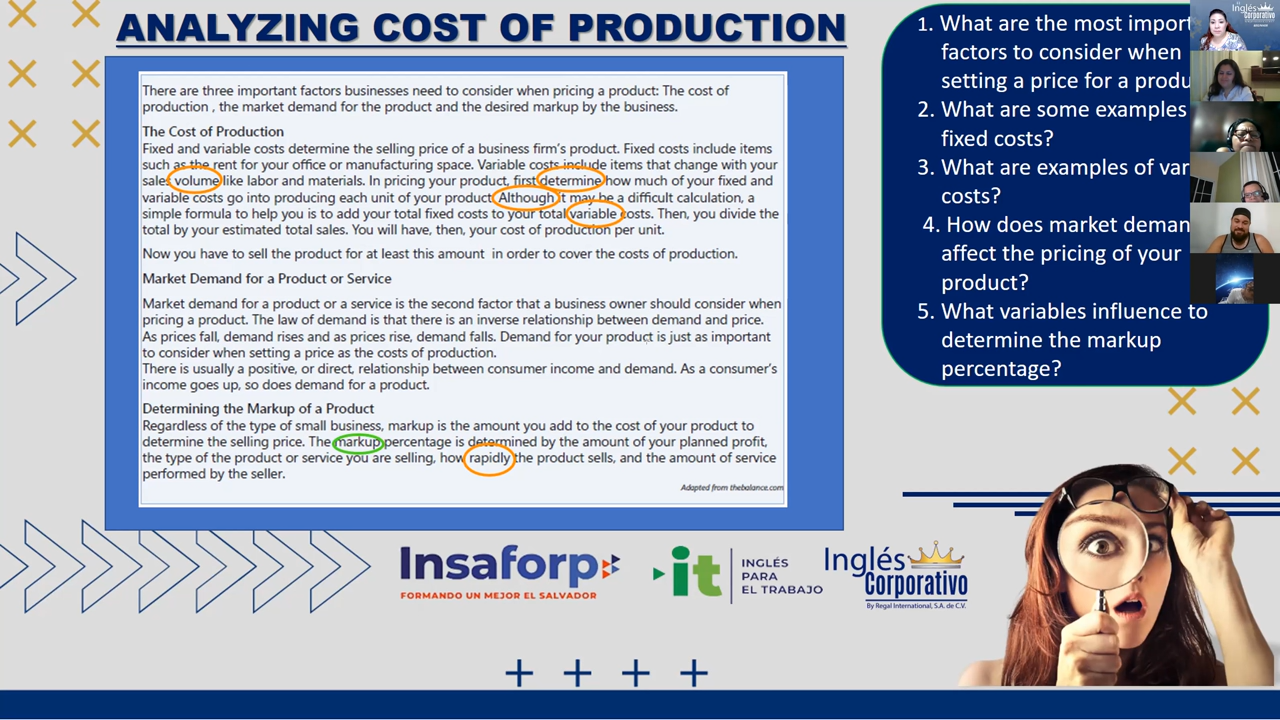 ANALYZING COST OF PRODUCTION
There are three important factors businesses need to consider when pricing a product: The cost of
production , the market demand for the product and the desired markup by the business.
The Cost of Production
Fixed and variable costs determine the selling price of a business firm's product. Fixed costs include items
such as the rent for your office or manufacturing space. Variable costs include items that change with your
sales volume like labor and materials. In pricing your product, first determine how much of your fixed and
variable costs go into producing each unit of your product. Although it may be a difficult calculation, a
simple formula to help you is to add your total fixed costs to your total variable costs. Then, you divide the
total by your estimated total sales. You will have, then, your cost of production per unit.
Now you have to sell the product for at least this amount in order to cover the costs of production.
Market Demand for a Product or Service
Market demand for a product or a service is the second factor that a business owner should consider when
pricing a product. The law of demand is that there is an inverse relationship between demand and price.
As prices fall, demand rises and as prices rise, demand falls. Demand for your product is just as important
to consider when setting a price as the costs of production.
There is usually a positive, or direct, relationship between consumer income and demand. As a consumer's
income goes up, so does demand for a product.
Determining the Markup of a Product
Regardless of the type of small business, markup is the amount you add to the cost of your product to
determine the selling price. The markup percentage is determined by the amount of your planned profit,
the type of the product or service you are selling, how rapidly the product sells, and the amount of service
performed by the seller.
Adapted from thebalance.com
1. What are the most import
factors to consider when
setting a price for a produ
2. What are some examples
fixed costs?
3. What are examples of var
costs?
4. How does market deman
affect the pricing of your
product?
5. What variables influence to
determine the markup
percentage?
Inglés
Corporativo
Insaforp
FORMANDO UN MEJOR EL SALVADOR
it
INGLÉS
PARA
EL TRABAJO
Inglés
Corporativo
By Regal International, S.A. de C.V.